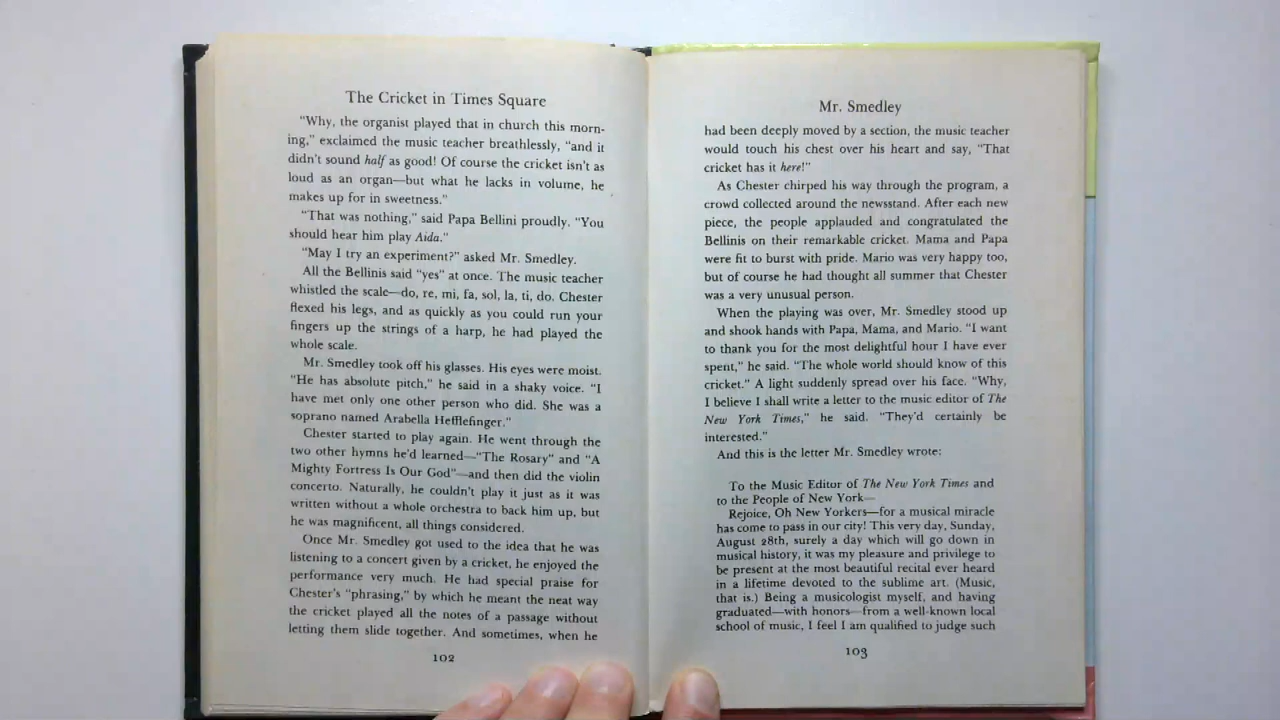 The Cricket in Times Square
"Why, the organist played that in church this morn-
ing," exclaimed the music teacher breathlessly, "and it
didn't sound half as good! Of course the cricket isn't as
loud as an organ—but what he lacks in volume, he
makes up for in sweetness."
"That was nothing," said Papa Bellini proudly. "You
should hear him play Aida."
"May I try an experiment?" asked Mr. Smedley.
All the Bellinis said "yes" at once. The music teacher
whistled the scale—do, re, mi, fa, sol, la, ti, do. Chester
flexed his legs, and as quickly as you could run your
fingers up the strings of a harp, he had played the
whole scale.
Mr. Smedley took off his glasses. His eyes were moist.
"He has absolute pitch," he said in a shaky voice. "I
have met only one other person who did. She was a
soprano named Arabella Hefflefinger."
Chester started to play again. He went through the
two other hymns he'd learned—"The Rosary" and "A
Mighty Fortress Is Our God"—and then did the violin
concerto. Naturally, he couldn't play it just as it was
written without a whole orchestra to back him up, but
he was magnificent, all things considered.
Once Mr. Smedley got used to the idea that he was
listening to a concert given by a cricket, he enjoyed the
performance very much. He had special praise for
Chester's "phrasing," by which he meant the neat way
the cricket played all the notes of a passage without
letting them slide together. And sometimes, when he
102
Mr. Smedley
had been deeply moved by a section, the music teacher
would touch his chest over his heart and say, "That
cricket has it here!"
As Chester chirped his way through the program, a
crowd collected around the newsstand. After each new
piece, the people applauded and congratulated the
Bellinis on their remarkable cricket. Mama and Papa
were fit to burst with pride. Mario was very happy too,
but of course he had thought all summer that Chester
was a very unusual person.
When the playing was over, Mr. Smedley stood up
and shook hands with Papa, Mama, and Mario. "I want
to thank you for the most delightful hour I have ever
spent," he said. "The whole world should know of this
cricket." A light suddenly spread over his face. "Why,
I believe I shall write a letter to the music editor of The
New York Times," he said. "They'd certainly be
interested."
And this is the letter Mr. Smedley wrote:
To the Music Editor of The New York Times and
to the People of New York—
Rejoice, Oh New Yorkers—for a musical miracle
has come to pass in our city! This very day, Sunday,
August 28th, surely a day which will go down in
musical history, it was my pleasure and privilege to
be present at the most beautiful recital ever heard
in a lifetime devoted to the sublime art. (Music,
that is.) Being a musicologist myself, and having
graduated—with honors—from a well-known local
school of music, I feel I am qualified to judge such
103